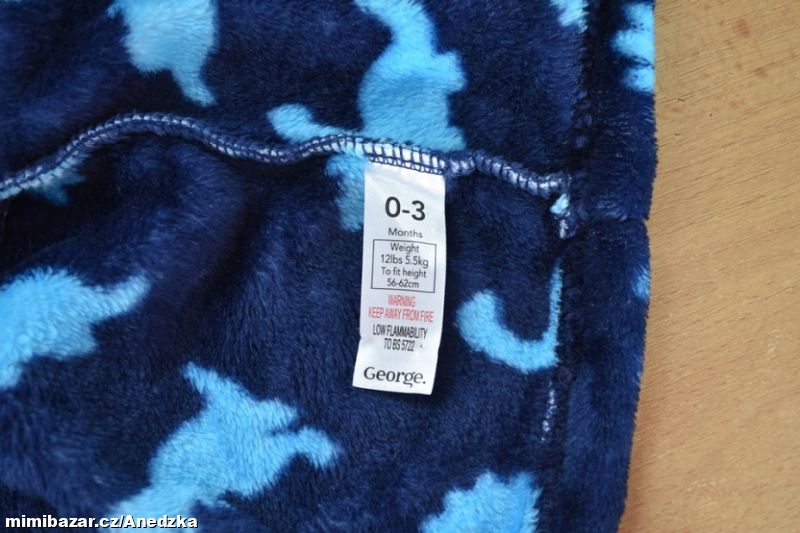 0-3
Months
Weight
12lbs 5.5kg
To fit height
56-62cm
WARNING
KEEP AWAY FROM FIRE
LOW FLAMMABILITY
TO BS 5722
George.
mimibazar.cz/Anedzka